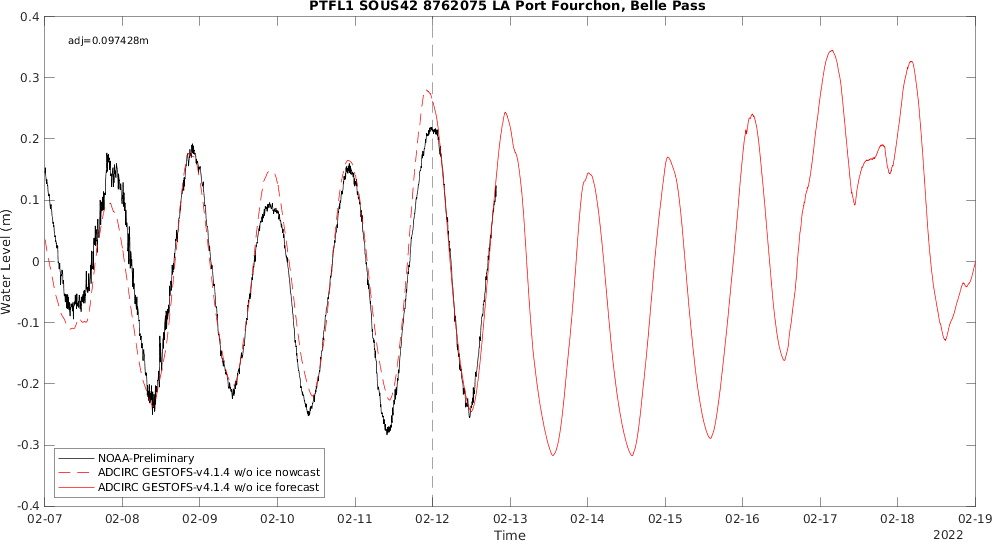 PTFL1 SOUS42 8762075 LA Port Fourchon, Belle Pass
adj=0.097428m
0.4
0.3
0.2
0.1
0
-0.1
-0.2
-0.3
-0.4
Water Level (m)
NOAA-Preliminary
ADCIRC GESTOFS-v4.1.4 w/o ice nowcast
ADCIRC GESTOFS-v4.1.4 w/o ice forecast
02-07 02-08 02-09 02-10 02-11 02-12 02-13 02-14 02-15 02-16 02-17 02-18 02-19
Time
2022